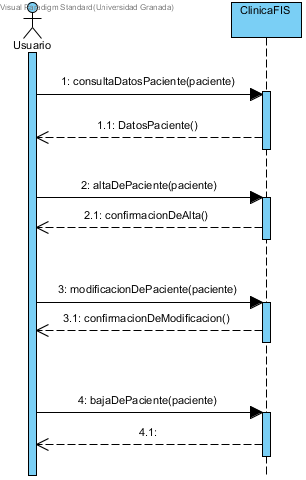 Visual Paradigm Standard(Universidad Granada)
ClinicaFIS
Usuario
1: consultaDatosPaciente(paciente)
1.1: DatosPaciente()
2: altaDePaciente(paciente)
2.1: confirmacionDeAlta()
3: modificacionDePaciente(paciente)
3.1: confirmacionDeModificacion()
4: bajaDePaciente(paciente)
4.1: